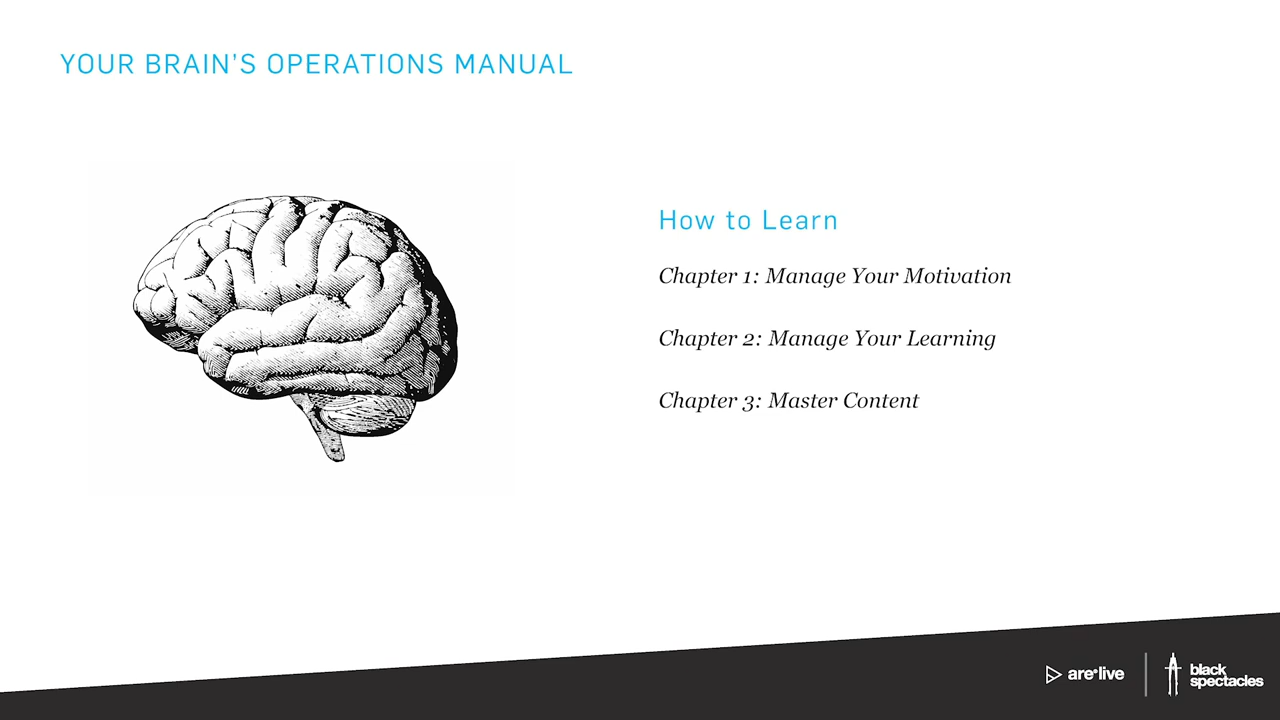 YOUR BRAIN'S OPERATIONS MANUAL
How to Learn
Chapter 1: Manage Your Motivation
Chapter 2: Manage Your Learning
Chapter 3: Master Content
are•live
black
spectacles